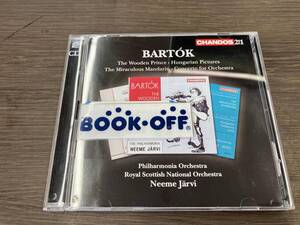 CHANDOS 2/1
BARTÓK
The Wooden Prince · Hungarian Pictures
The Miraculous Mandarin · Concerto for Orchestra
BARTÓK
THE
WOODEN
BOOK·OFF
THE PHILHARMONIA
NEEME JÄRVI
Philharmonia Orchestra
Royal Scottish National Orchestra
Neeme Järvi